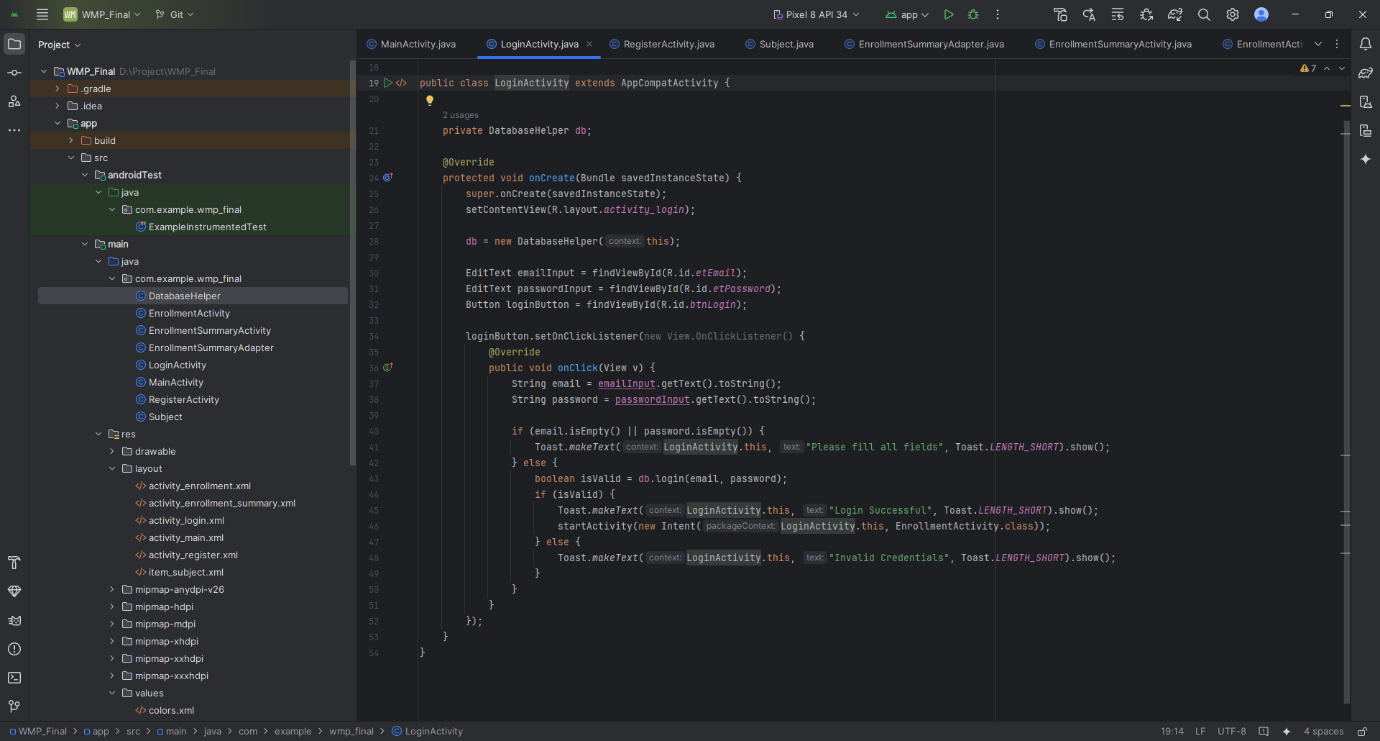 WM WMP_Final Git Pixel 8 API 34 app
Project
MainActivity.java LoginActivity.java RegisterActivity.java Subject.java EnrollmentSummaryAdapter.java EnrollmentSummaryActivity.java EnrollmentActi
WMP_Final D:\Project\WMP_Final
.gradle
.idea
app
build
src
androidTest
java
com.example.wmp_final
ExampleInstrumentedTest
main
java
com.example.wmp_final
DatabaseHelper
EnrollmentActivity
EnrollmentSummaryActivity
EnrollmentSummaryAdapter
LoginActivity
MainActivity
RegisterActivity
Subject
res
drawable
layout
activity_enrollment.xml
activity_enrollment_summary.xml
activity_login.xml
activity_main.xml
activity_register.xml
item_subject.xml
mipmap-anydpi-v26
mipmap-hdpi
mipmap-mdpi
mipmap-xhdpi
mipmap-xxhdpi
mipmap-xxxhdpi
values
colors.xml
7
18
19 public class LoginActivity extends AppCompatActivity {
20
2 usages
21 private DatabaseHelper db;
22
23 @Override
24 protected void onCreate(Bundle savedInstanceState) {
25 super.onCreate(savedInstanceState);
26 setContentView(R.layout.activity_login);
27
28 db = new DatabaseHelper( context: this);
29
30 EditText emailInput = findViewById(R.id.etEmail);
31 EditText passwordInput = findViewById(R.id.etPassword);
32 Button loginButton = findViewById(R.id.btnLogin);
33
34 loginButton.setOnClickListener(new View.OnClickListener() {
35 @Override
36 public void onClick(View v) {
37 String email = emailInput.getText().toString();
38 String password = passwordInput.getText().toString();
39
40 if (email.isEmpty() || password.isEmpty()) {
41 Toast.makeText( context: LoginActivity.this, text: "Please fill all fields", Toast.LENGTH_SHORT).show();
42 } else {
43 boolean isValid = db.login(email, password);
44 if (isValid) {
45 Toast.makeText( context: LoginActivity.this, text: "Login Successful", Toast.LENGTH_SHORT).show();
46 startActivity(new Intent( packageContext: LoginActivity.this, EnrollmentActivity.class));
47 } else {
48 Toast.makeText( context: LoginActivity.this, text: "Invalid Credentials", Toast.LENGTH_SHORT).show();
49 }
50 }
51 }
52 });
53 }
54 }
WMP_Final > app > src > main > java > com > example > wmp_final > LoginActivity 19:14 LF UTF-8 4 spaces